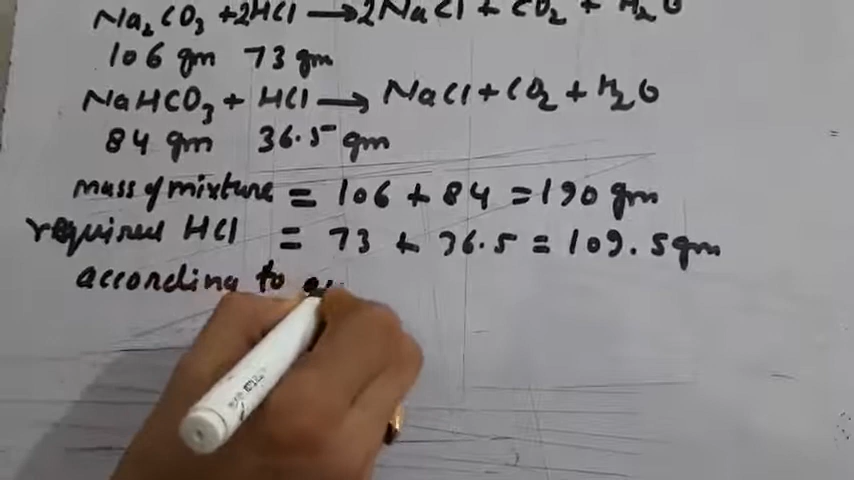 Na₂CO₃ + 2HCl → 2NaCl + CO₂ + H₂O
106 gm 73 gm
NaHCO₃ + HCl → NaCl + CO₂ + H₂O
84 gm 36.5 gm
mass of mixture = 106 + 84 = 190 gm
required HCl = 73 + 36.5 = 109.5 gm
according to